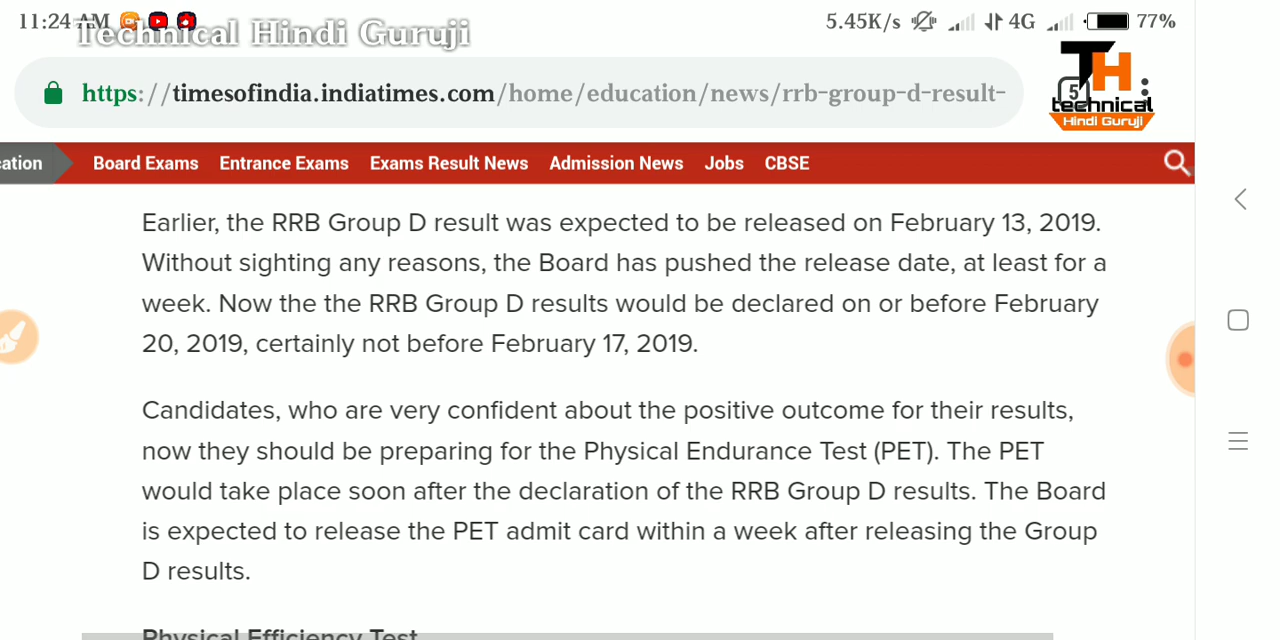 11:24 AM
5.45K/s 4G 77%
Technical Hindi Guruji
https://timesofindia.indiatimes.com/home/education/news/rrb-group-d-result-
5
TH
technical
Hindi Guruji
cation Board Exams Entrance Exams Exams Result News Admission News Jobs CBSE
Earlier, the RRB Group D result was expected to be released on February 13, 2019.
Without sighting any reasons, the Board has pushed the release date, at least for a
week. Now the the RRB Group D results would be declared on or before February
20, 2019, certainly not before February 17, 2019.
Candidates, who are very confident about the positive outcome for their results,
now they should be preparing for the Physical Endurance Test (PET). The PET
would take place soon after the declaration of the RRB Group D results. The Board
is expected to release the PET admit card within a week after releasing the Group
D results.
Physical Efficiency Test